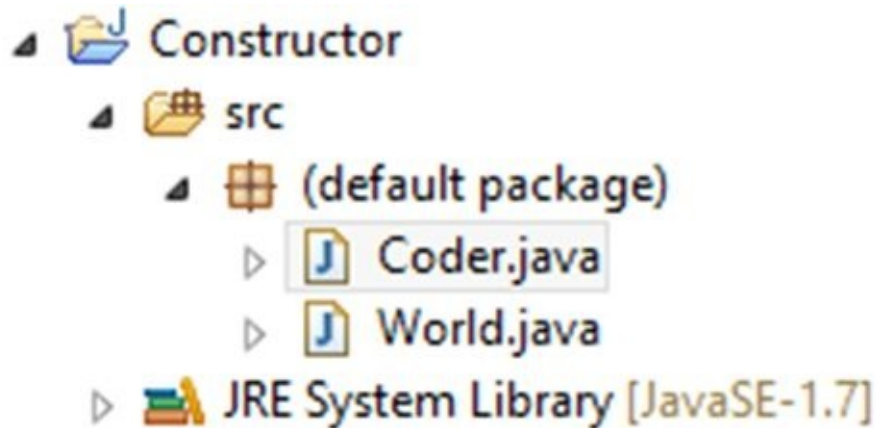 Constructor
src
(default package)
Coder.java
World.java
JRE System Library [JavaSE-1.7]